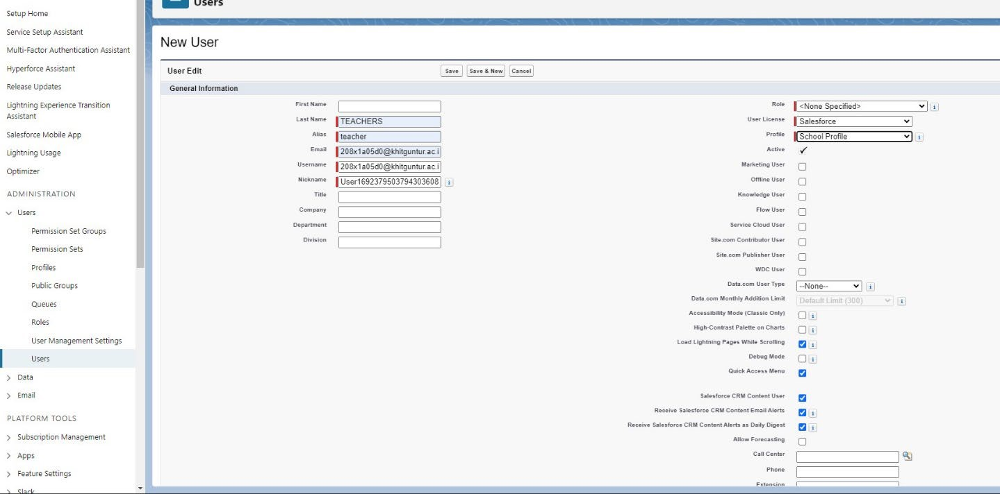 Setup Home
Service Setup Assistant
Multi-Factor Authentication Assistant
Hyperforce Assistant
Release Updates
Lightning Experience Transition
Assistant
Salesforce Mobile App
Lightning Usage
Optimizer
ADMINISTRATION
Users
Permission Set Groups
Permission Sets
Profiles
Public Groups
Queues
Roles
User Management Settings
Users
Data
Email
PLATFORM TOOLS
Subscription Management
Apps
Feature Settings
Slack
Users
New User
User Edit
Save
Save & New
Cancel
General Information
First Name
Last Name TEACHERS
Alias teacher
Email 208x1a05d0@khitguntur.ac.i
Username 208x1a05d0@khitguntur.ac.i
Nickname User1692379503794303608 i
Title
Company
Department
Division
Role <None Specified> i
User License Salesforce
Profile School Profile i
Active
Marketing User
Offline User
Knowledge User
Flow User
Service Cloud User
Site.com Contributor User
Site.com Publisher User
WDC User
Data.com User Type --None-- i
Data.com Monthly Addition Limit Default Limit (300) i
Accessibility Mode (Classic Only) i
High-Contrast Palette on Charts i
Load Lightning Pages While Scrolling i
Debug Mode i
Quick Access Menu
Salesforce CRM Content User
Receive Salesforce CRM Content Email Alerts i
Receive Salesforce CRM Content Alerts as Daily Digest i
Allow Forecasting
Call Center
Phone
Extension